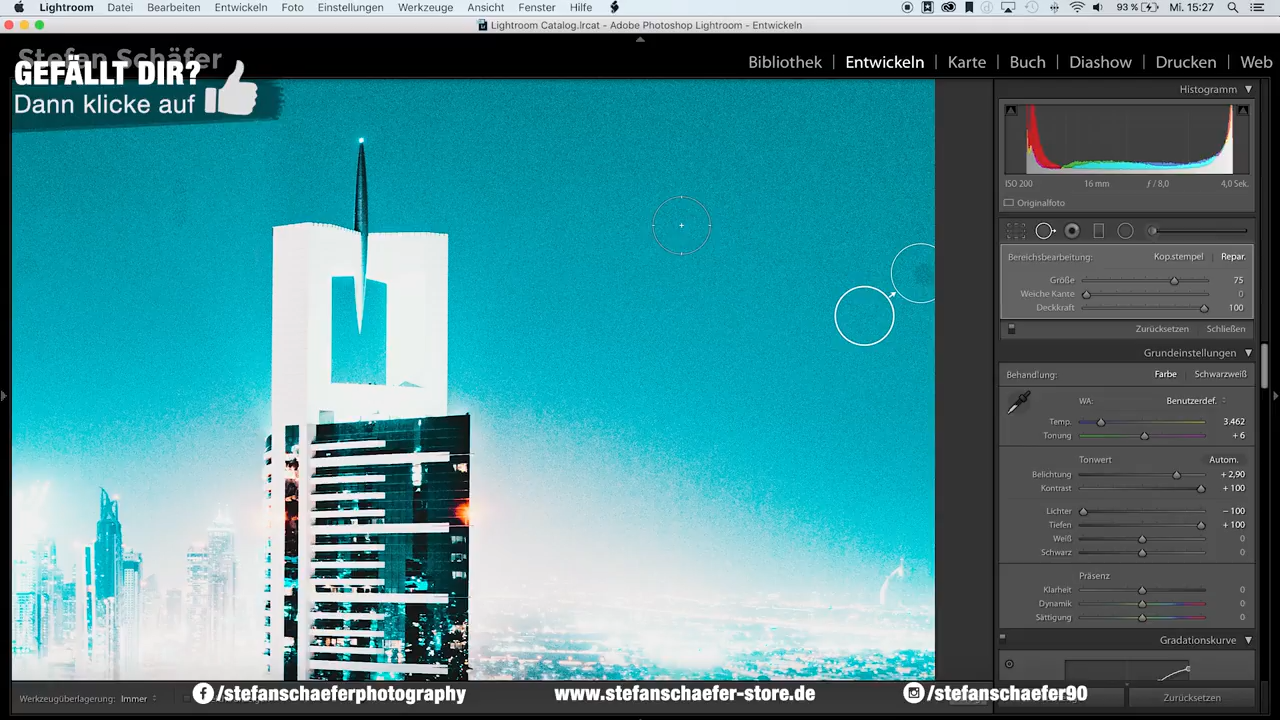 Lightroom Datei Bearbeiten Entwickeln Foto Einstellungen Werkzeuge Ansicht Fenster Hilfe 93 % Mi. 15:27
Lightroom Catalog.lrcat - Adobe Photoshop Lightroom - Entwickeln
Stefan Schäfer
GEFÄLLT DIR?
Dann klicke auf
Bibliothek | Entwickeln | Karte | Buch | Diashow | Drucken | Web
Histogramm
ISO 200 16 mm ƒ / 8,0 4,0 Sek.
Originalfoto
Bereichsbearbeitung: Kop.stempel Repar.
Größe 75
Weiche Kante 0
Deckkraft 100
Zurücksetzen Schließen
Grundeinstellungen
Behandlung: Farbe Schwarzweiß
WA: Benutzerdef.
Temp. 3.462
Tonung + 6
Tonwert Autom.
Belichtung + 2,90
Kontrast + 100
Lichter − 100
Tiefen + 100
Weiß 0
Schwarz 0
Präsenz
Klarheit 0
Dynamik 0
Sättigung 0
Gradationskurve
Werkzeugüberlagerung: Immer
/stefanschaeferphotography
www.stefanschaefer-store.de
/stefanschaefer90
Zurücksetzen